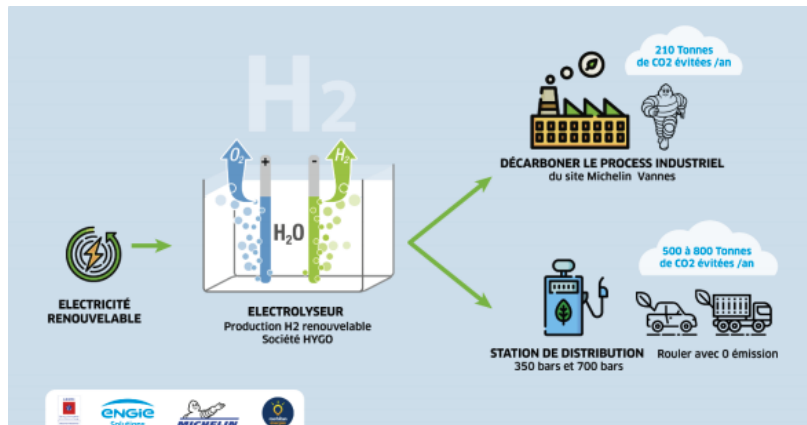 H2
210 Tonnes
de CO2 évitées /an
DÉCARBONER LE PROCESS INDUSTRIEL
du site Michelin Vannes
O2
+
-
H2
H2O
ELECTRICITÉ
RENOUVELABLE
ELECTROLYSEUR
Production H2 renouvelable
Société HYGO
500 à 800 Tonnes
de CO2 évitées /an
STATION DE DISTRIBUTION
350 bars et 700 bars
Rouler avec 0 émission
ENGIE
Solutions
MICHELIN